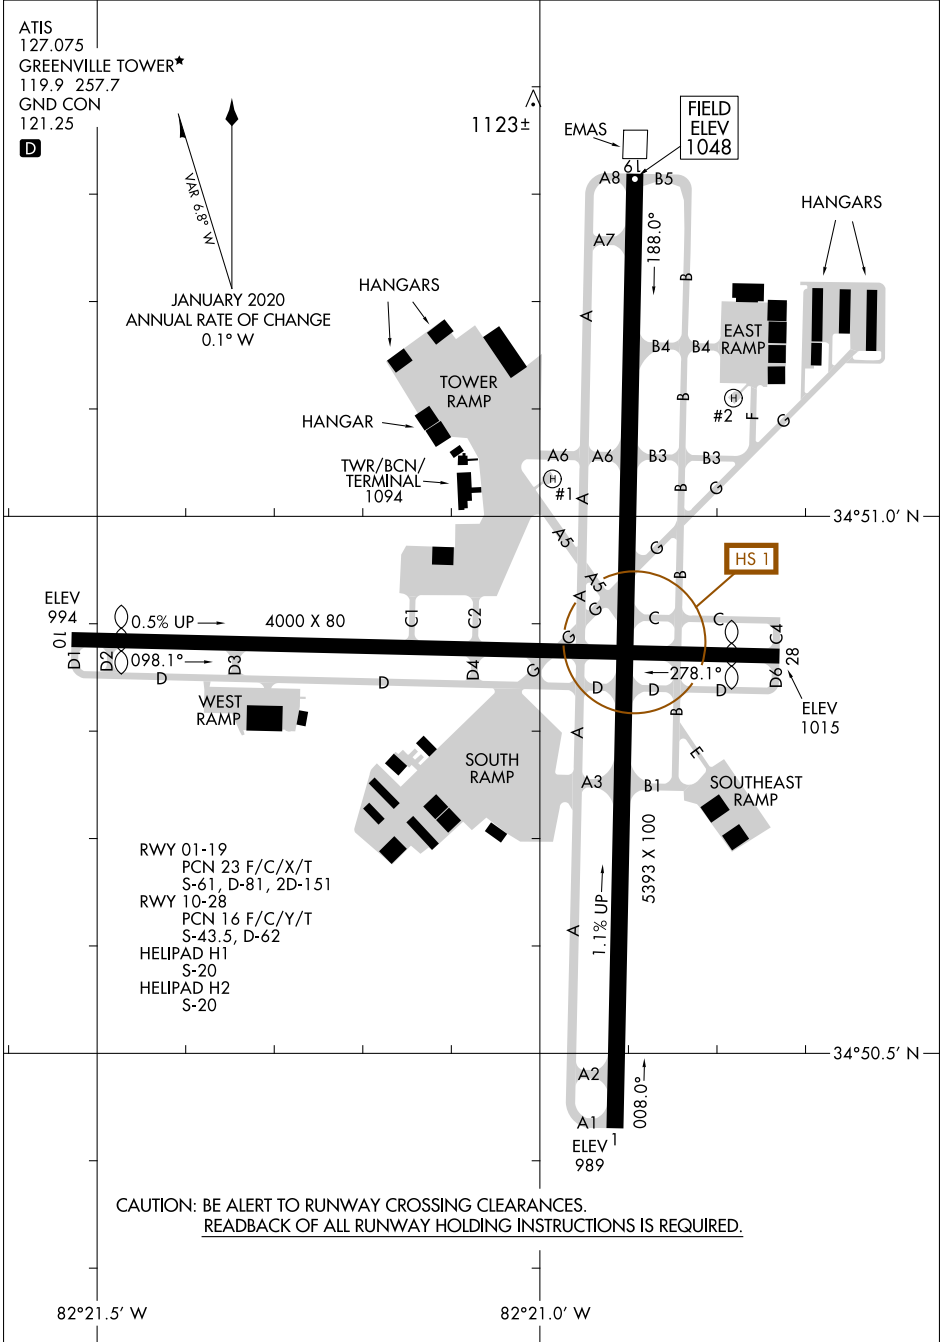 ATIS
127.075
GREENVILLE TOWER★
119.9 257.7
GND CON
121.25
D
VAR 6.8° W
JANUARY 2020
ANNUAL RATE OF CHANGE
0.1° W
1123±
EMAS
FIELD
ELEV
1048
19
A8
B5
HANGARS
A7
188.0°
B
HANGARS
A
EAST
RAMP
B4
B4
TOWER
RAMP
B
H
#2
F
G
HANGAR
A6
A6
B3
B3
TWR/BCN/
TERMINAL
1094
H
#1
A
B
G
34°51.0' N
A5
G
HS 1
A5
B
ELEV
994
A
G
10
0.5% UP
4000 X 80
C1
C2
C
C
C4
G
28
D1
D2
098.1°
D3
D4
G
278.1°
D6
D
D
D
D
D
ELEV
1015
WEST
RAMP
B
A
E
SOUTH
RAMP
A3
B1
SOUTHEAST
RAMP
5393 X 100
RWY 01-19
PCN 23 F/C/X/T
S-61, D-81, 2D-151
RWY 10-28
PCN 16 F/C/Y/T
S-43.5, D-62
HELIPAD H1
S-20
HELIPAD H2
S-20
A
1.1% UP
34°50.5' N
A2
008.0°
A1
1
ELEV
989
CAUTION: BE ALERT TO RUNWAY CROSSING CLEARANCES.
READBACK OF ALL RUNWAY HOLDING INSTRUCTIONS IS REQUIRED.
82°21.5' W
82°21.0' W